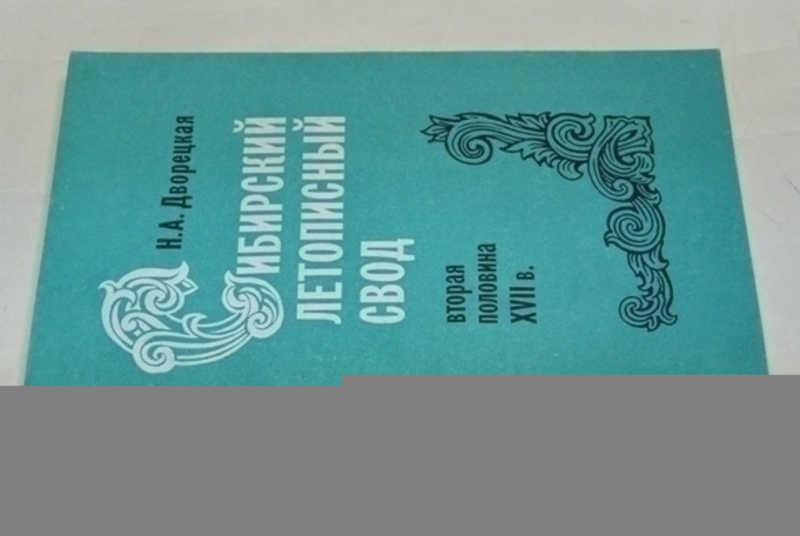 Н.А. Дворецкая
СИБИРСКИЙ
ЛЕТОПИСНЫЙ
СВОД
вторая
половина
XVII в.